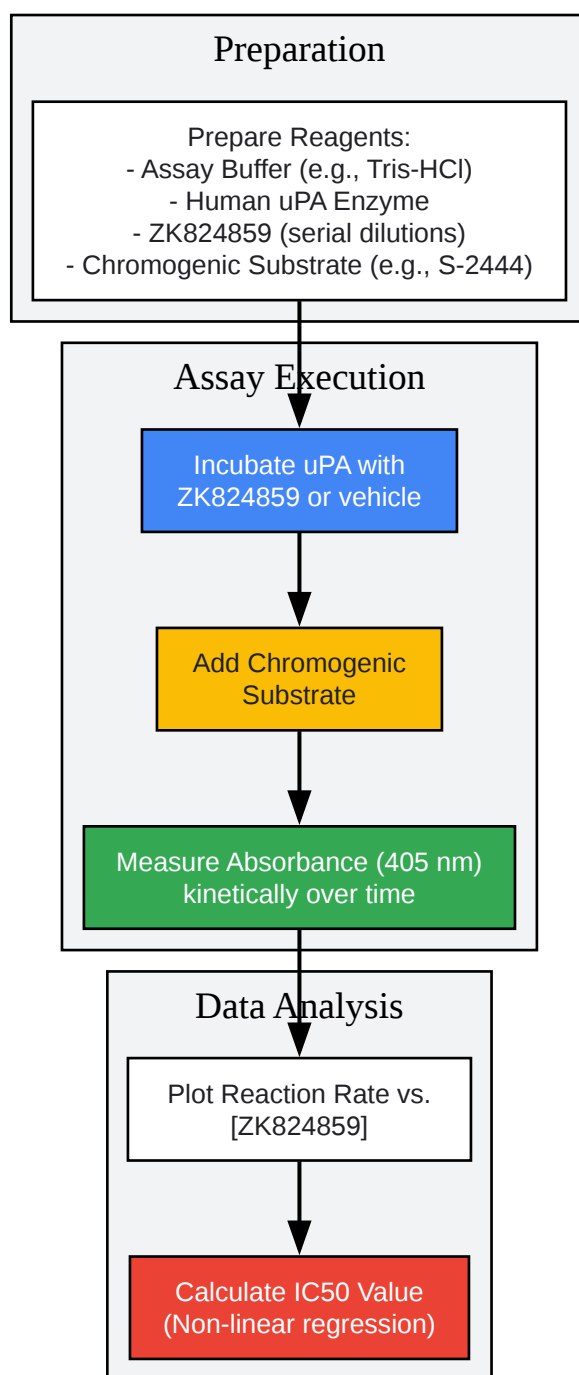 Preparation
Prepare Reagents:
- Assay Buffer (e.g., Tris-HCl)
- Human uPA Enzyme
- ZK824859 (serial dilutions)
- Chromogenic Substrate (e.g., S-2444)
Assay Execution
Incubate uPA with
ZK824859 or vehicle
Add Chromogenic
Substrate
Measure Absorbance (405 nm)
kinetically over time
Data Analysis
Plot Reaction Rate vs.
[ZK824859]
Calculate IC50 Value
(Non-linear regression)